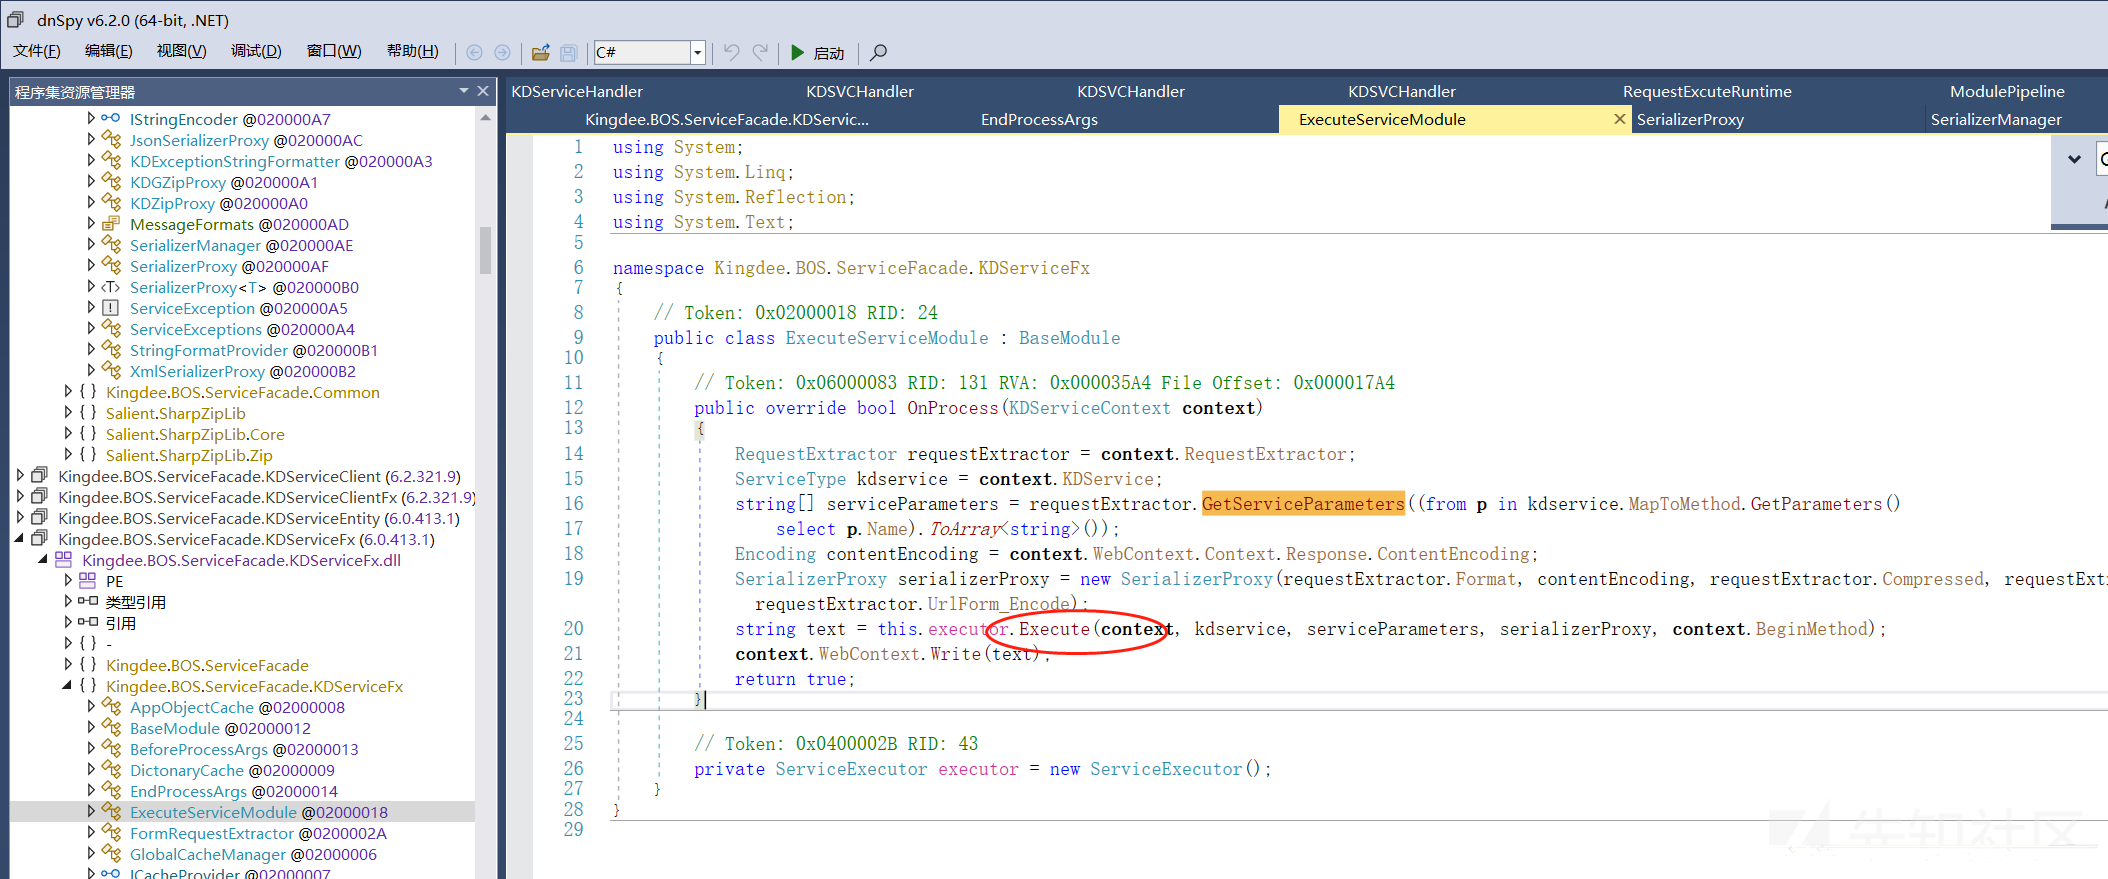 dnSpy v6.2.0 (64-bit, .NET)
文件(F) 编辑(E) 视图(V) 调试(D) 窗口(W) 帮助(H) C# 启动
程序集资源管理器
IStringEncoder @020000A7
JsonSerializerProxy @020000AC
KDExceptionStringFormatter @020000A3
KDGZipProxy @020000A1
KDZipProxy @020000A0
MessageFormats @020000AD
SerializerManager @020000AE
SerializerProxy @020000AF
<T> SerializerProxy<T> @020000B0
ServiceException @020000A5
ServiceExceptions @020000A4
StringFormatProvider @020000B1
XmlSerializerProxy @020000B2
{ } Kingdee.BOS.ServiceFacade.Common
{ } Salient.SharpZipLib
{ } Salient.SharpZipLib.Core
{ } Salient.SharpZipLib.Zip
Kingdee.BOS.ServiceFacade.KDServiceClient (6.2.321.9)
Kingdee.BOS.ServiceFacade.KDServiceClientFx (6.2.321.9)
Kingdee.BOS.ServiceFacade.KDServiceEntity (6.0.413.1)
Kingdee.BOS.ServiceFacade.KDServiceFx (6.0.413.1)
Kingdee.BOS.ServiceFacade.KDServiceFx.dll
PE
类型引用
引用
{ } -
{ } Kingdee.BOS.ServiceFacade
{ } Kingdee.BOS.ServiceFacade.KDServiceFx
AppObjectCache @02000008
BaseModule @02000012
BeforeProcessArgs @02000013
DictonaryCache @02000009
EndProcessArgs @02000014
ExecuteServiceModule @02000018
FormRequestExtractor @0200002A
GlobalCacheManager @02000006
ICacheProvider @02000007
KDServiceHandler KDSVCHandler KDSVCHandler KDSVCHandler RequestExcuteRuntime ModulePipeline
Kingdee.BOS.ServiceFacade.KDServic... EndProcessArgs ExecuteServiceModule SerializerProxy SerializerManager
1 using System;
2 using System.Linq;
3 using System.Reflection;
4 using System.Text;
5
6 namespace Kingdee.BOS.ServiceFacade.KDServiceFx
7 {
8 // Token: 0x02000018 RID: 24
9 public class ExecuteServiceModule : BaseModule
10 {
11 // Token: 0x06000083 RID: 131 RVA: 0x000035A4 File Offset: 0x000017A4
12 public override bool OnProcess(KDServiceContext context)
13 {
14 RequestExtractor requestExtractor = context.RequestExtractor;
15 ServiceType kdservice = context.KDService;
16 string[] serviceParameters = requestExtractor.GetServiceParameters((from p in kdservice.MapToMethod.GetParameters()
17 select p.Name).ToArray<string>());
18 Encoding contentEncoding = context.WebContext.Context.Response.ContentEncoding;
19 SerializerProxy serializerProxy = new SerializerProxy(requestExtractor.Format, contentEncoding, requestExtractor.Compressed, requestExt
requestExtractor.UrlForm_Encode);
20 string text = this.executor.Execute(context, kdservice, serviceParameters, serializerProxy, context.BeginMethod);
21 context.WebContext.Write(text);
22 return true;
23 }
24
25 // Token: 0x0400002B RID: 43
26 private ServiceExecutor executor = new ServiceExecutor();
27 }
28 }
29